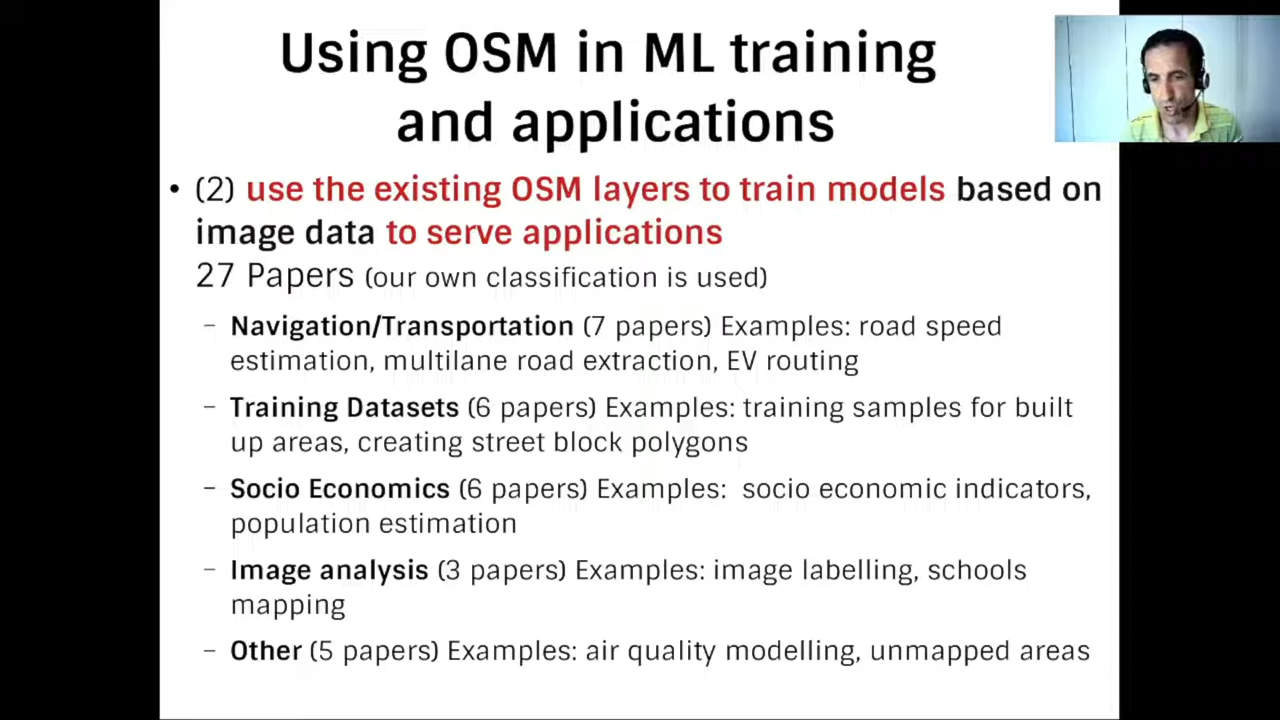 Using OSM in ML training
and applications
• (2) use the existing OSM layers to train models based on
image data to serve applications
27 Papers (our own classification is used)
– Navigation/Transportation (7 papers) Examples: road speed
estimation, multilane road extraction, EV routing
– Training Datasets (6 papers) Examples: training samples for built
up areas, creating street block polygons
– Socio Economics (6 papers) Examples:  socio economic indicators,
population estimation
– Image analysis (3 papers) Examples: image labelling, schools
mapping
– Other (5 papers) Examples: air quality modelling, unmapped areas